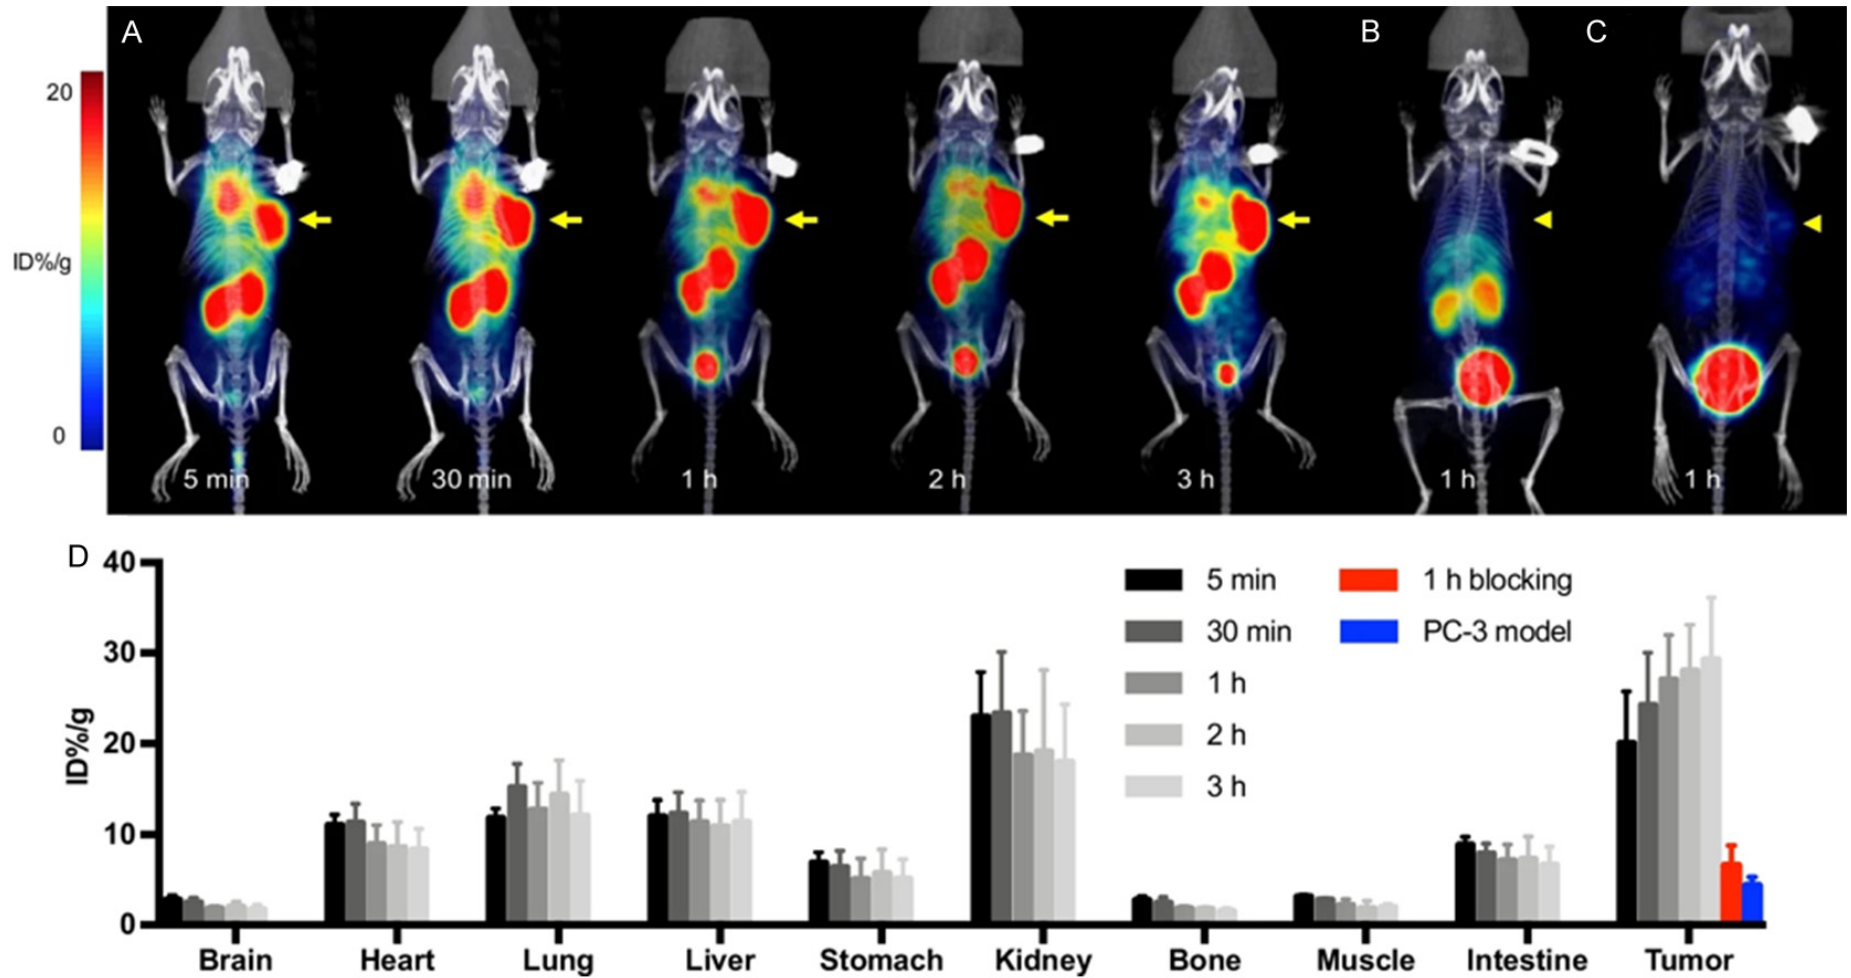 A
B
C
20
ID%/g
0
5 min
30 min
1 h
2 h
3 h
1 h
1 h
D
40
30
20
10
0
ID%/g
5 min
30 min
1 h
2 h
3 h
1 h blocking
PC-3 model
Brain Heart Lung Liver Stomach Kidney Bone Muscle Intestine Tumor